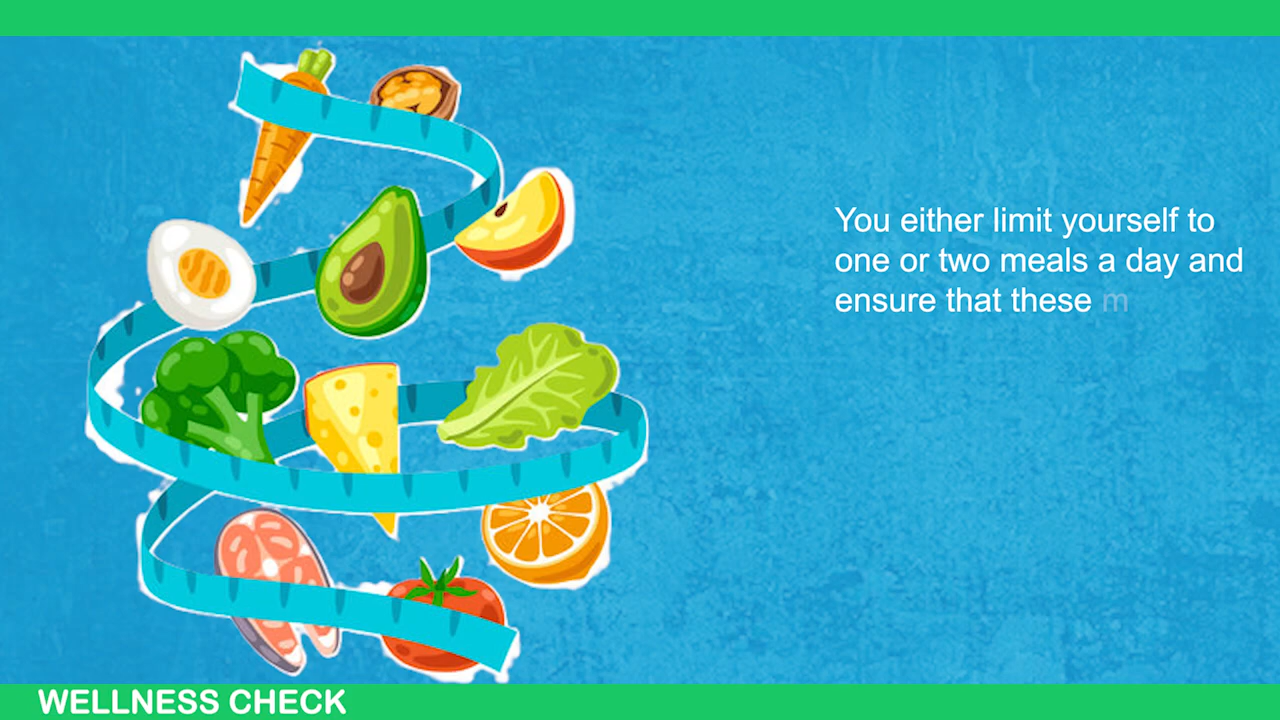 You either limit yourself to
one or two meals a day and
ensure that these m
WELLNESS CHECK